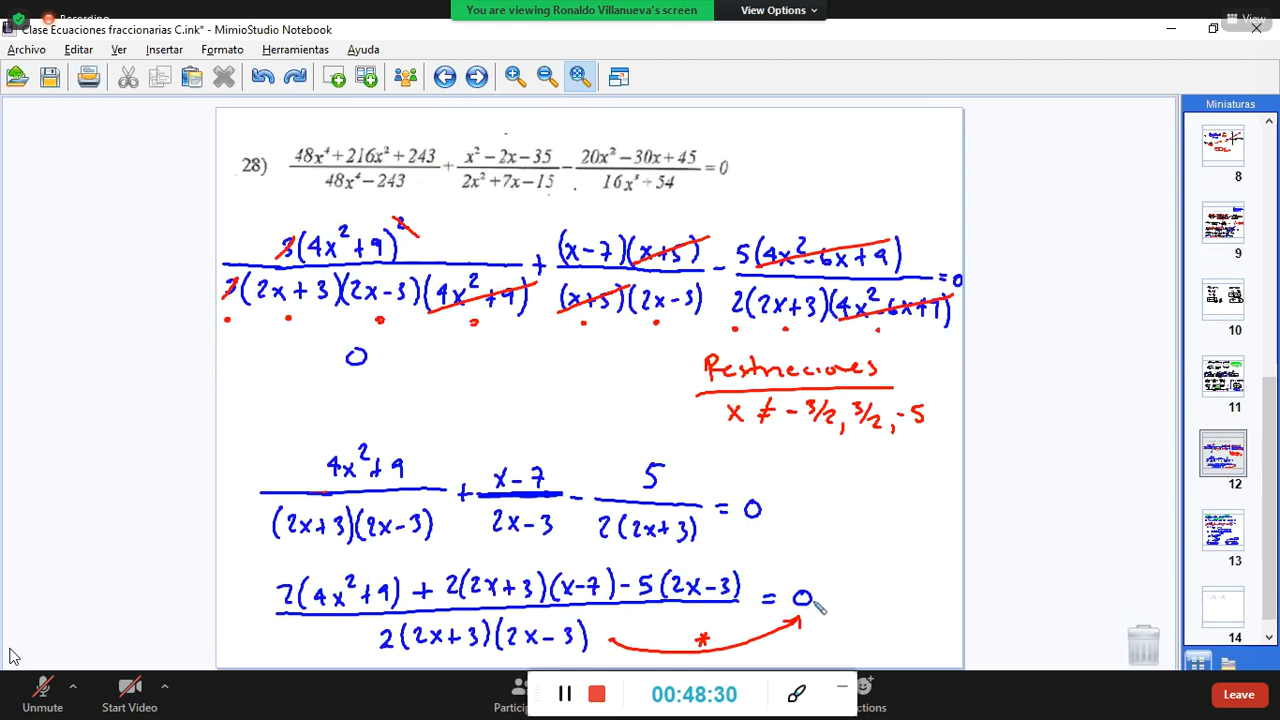 Recording
You are viewing Ronaldo Villanueva's screen
View Options
View
Clase Ecuaciones fraccionarias C.ink* - MimioStudio Notebook
Archivo Editar Ver Insertar Formato Herramientas Ayuda
Miniaturas
28) (48x⁴+216x²+243)/(48x⁴−243) + (x²−2x−35)/(2x²+7x−15) − (20x²−30x+45)/(16x³+54) = 0
3(4x²+9)² / 3(2x+3)(2x−3)(4x²+9) + (x−7)(x+5) / (x+5)(2x−3) − 5(4x²−6x+9) / 2(2x+3)(4x²−6x+9) = 0
0
Restricciones
x ≠ −3/2, 3/2, −5
(4x²+9) / (2x+3)(2x−3) + (x−7)/(2x−3) − 5 / 2(2x+3) = 0
2(4x²+9) + 2(2x+3)(x−7) − 5(2x−3) / 2(2x+3)(2x−3) = 0
*
8
9
10
11
12
13
14
Unmute
Start Video
Particip
00:48:30
ctions
Leave